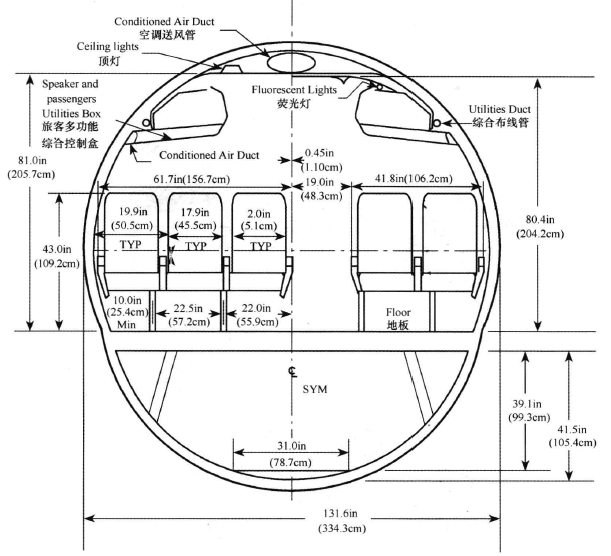 Conditioned Air Duct
空调送风管
Ceiling lights
顶灯
Speaker and
passengers
Utilities Box
旅客多功能
综合控制盒
Fluorescent Lights
荧光灯
Utilities Duct
综合布线管
Conditioned Air Duct
0.45in
(1.10cm)
81.0in
(205.7cm)
61.7in(156.7cm)
19.0in
(48.3cm)
41.8in(106.2cm)
80.4in
(204.2cm)
43.0in
(109.2cm)
19.9in
(50.5cm)
TYP
17.9in
(45.5cm)
TYP
2.0in
(5.1cm)
TYP
10.0in
(25.4cm)
Min
22.5in
(57.2cm)
22.0in
(55.9cm)
Floor
地板
℄
SYM
39.1in
(99.3cm)
41.5in
(105.4cm)
31.0in
(78.7cm)
131.6in
(334.3cm)